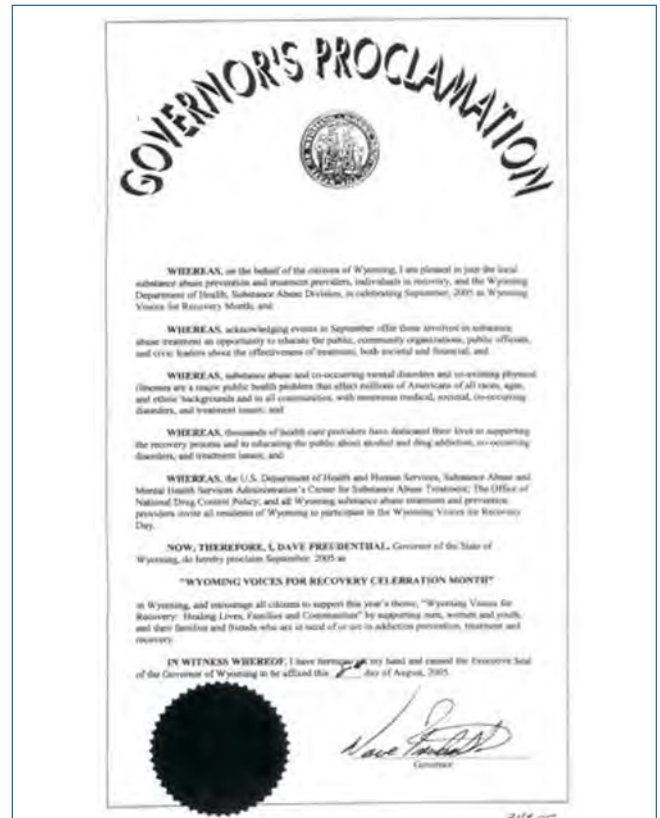 GOVERNOR'S PROCLAMATION
WHEREAS, on the behalf of the citizens of Wyoming, I am pleased to join the local
substance abuse prevention and treatment providers, individuals in recovery, and the Wyoming
Department of Health, Substance Abuse Division, in celebrating September, 2005 as Wyoming
Voices for Recovery Month; and
WHEREAS, acknowledging events in September offer those involved in substance
abuse treatment an opportunity to educate the public, community organizations, public officials,
and civic leaders about the effectiveness of treatment, both societal and financial; and
WHEREAS, substance abuse and co-occurring mental disorders and co-existing physical
illnesses are a major public health problem that affect millions of Americans of all races, ages,
and ethnic backgrounds and in all communities, with enormous medical, societal, co-occurring
disorders, and treatment issues; and
WHEREAS, thousands of health care providers have dedicated their lives to supporting
the recovery process and to educating the public about alcohol and drug addiction, co-occurring
disorders, and treatment issues; and
WHEREAS, the U.S. Department of Health and Human Services, Substance Abuse and
Mental Health Services Administration's Center for Substance Abuse Treatment; The Office of
National Drug Control Policy; and all Wyoming substance abuse treatment and prevention
providers invite all residents of Wyoming to participate in the Wyoming Voices for Recovery
Day.
NOW, THEREFORE, I, DAVE FREUDENTHAL, Governor of the State of
Wyoming, do hereby proclaim September, 2005 as
"WYOMING VOICES FOR RECOVERY CELEBRATION MONTH"
in Wyoming, and encourage all citizens to support this year's theme, "Wyoming Voices for
Recovery: Healing Lives, Families and Communities" by supporting men, women and youth,
and their families and friends who are in need of or are in addiction prevention, treatment and
recovery.
IN WITNESS WHEREOF, I have hereunto set my hand and caused the Executive Seal
of the Governor of Wyoming to be affixed this day of August, 2005.
Governor